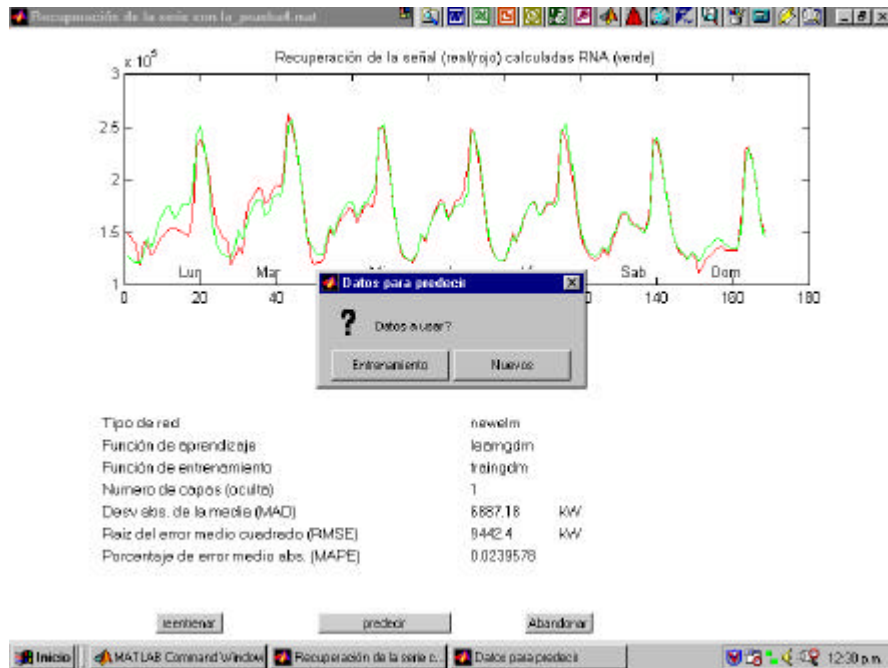 Recuperación de la serie con la_prueba4.mat
Recuperación de la señal (real/rojo) calculadas RNA (verde)
x 10^5
3
2.5
2
1.5
1
Lun Mar Sab Dom
0 20 40 140 160 180
Datos para predecir
Datos a usar?
Entrenamiento Nuevos
Tipo de red newelm
Función de aprendizaje learngdm
Función de entrenamiento traingdm
Numero de capas (oculta) 1
Desv abs. de la media (MAD) 6887.18 kW
Raiz del error medio cuadrado (RMSE) 9442.4 kW
Porcentaje de error medio abs. (MAPE) 0.0239578
reentrenar predecir Abandonar
Inicio MATLAB Command Window Recuperación de la serie c... Datos para predecir 12:30 p.m.